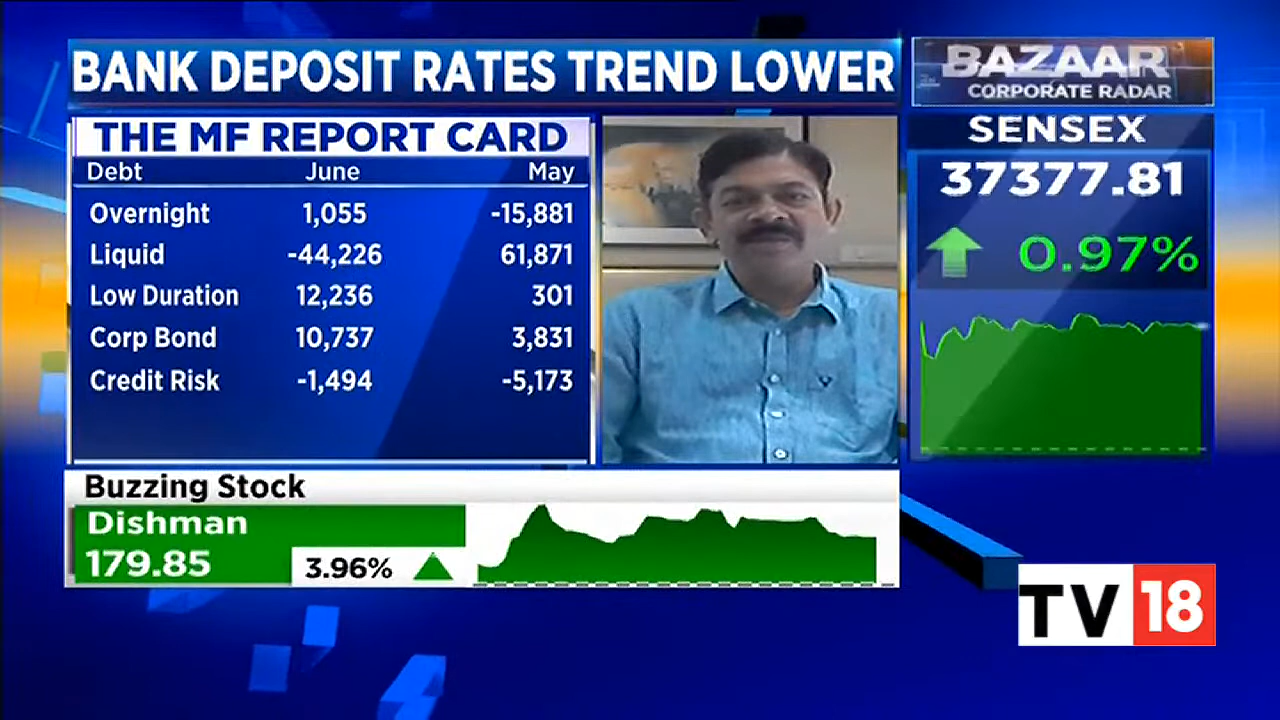 BANK DEPOSIT RATES TREND LOWER
BAZAAR
CORPORATE RADAR
THE MF REPORT CARD
Debt June May
Overnight 1,055 -15,881
Liquid -44,226 61,871
Low Duration 12,236 301
Corp Bond 10,737 3,831
Credit Risk -1,494 -5,173
SENSEX
37377.81
0.97%
Buzzing Stock
Dishman
179.85 3.96%
TV18